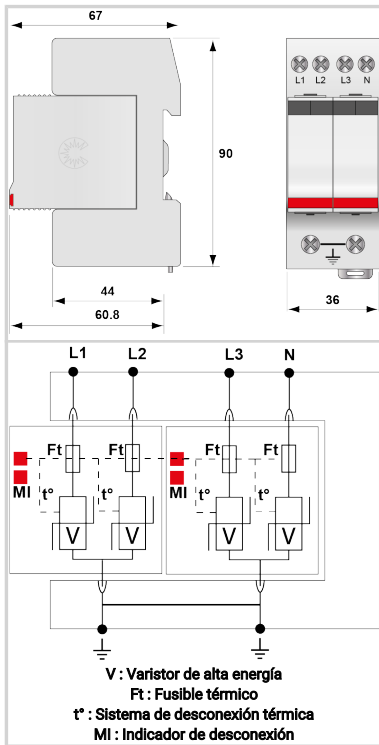 67
L1 L2 L3 N
90
44
60.8
36
L1 L2 L3 N
Ft Ft Ft Ft
MI t° t° MI t° t°
V V V V
V : Varistor de alta energía
Ft : Fusible térmico
t° : Sistema de desconexión térmica
MI : Indicador de desconexión